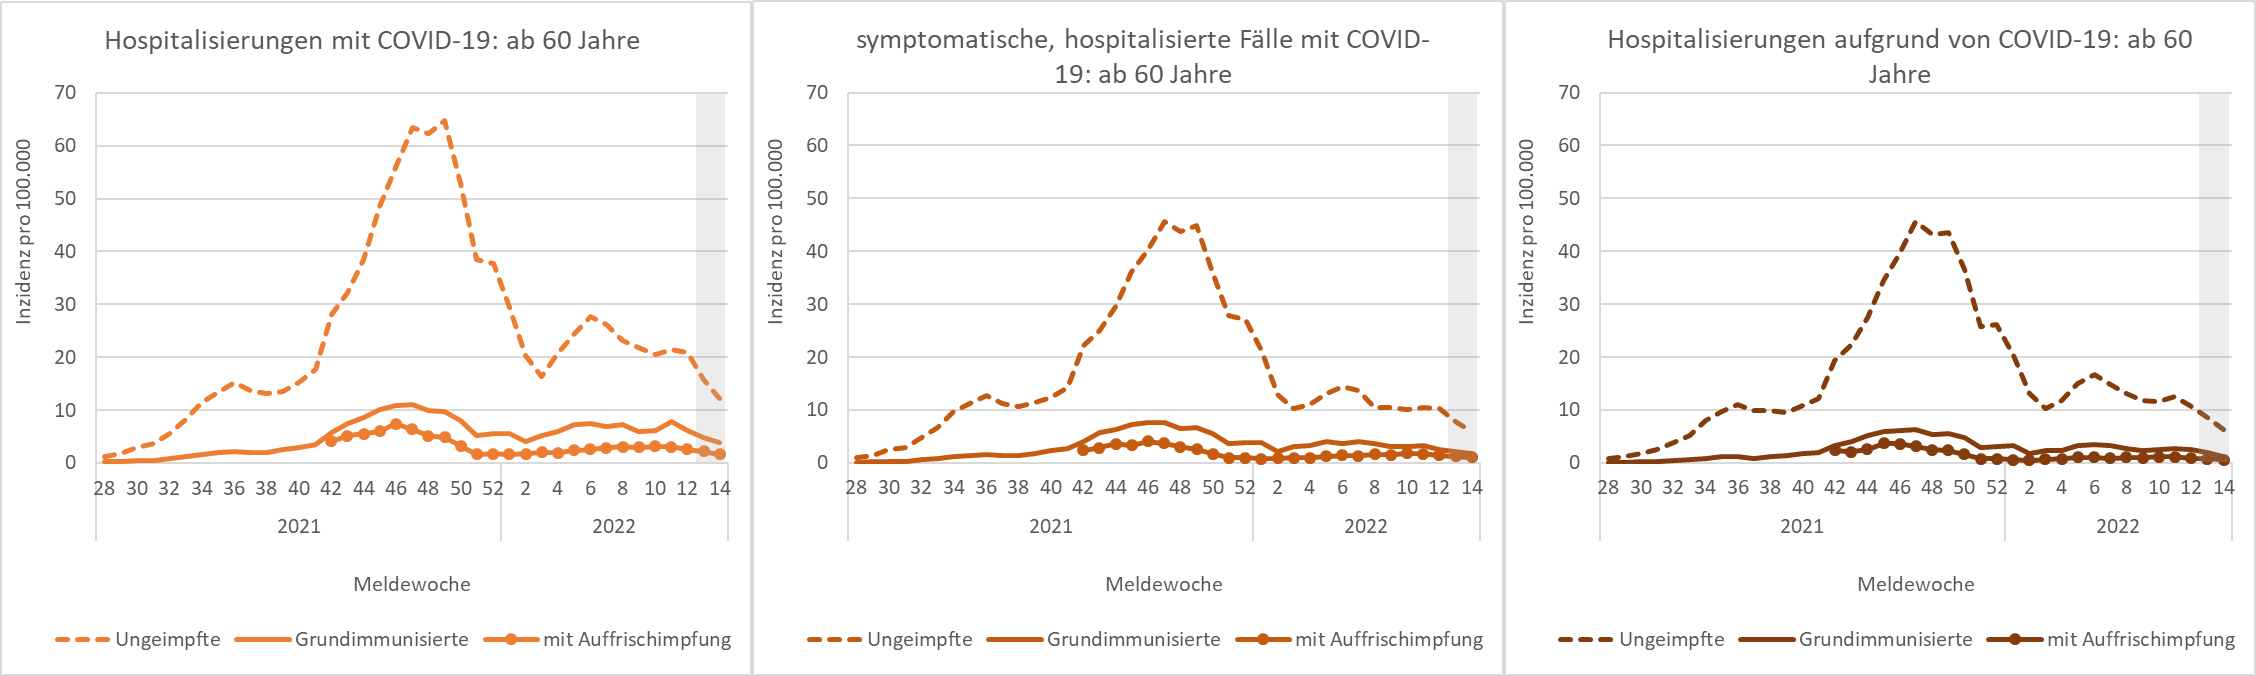 Hospitalisierungen mit COVID-19: ab 60 Jahre
Inzidenz pro 100.000
70
60
50
40
30
20
10
0
28 30 32 34 36 38 40 42 44 46 48 50 52 2 4 6 8 10 12 14
2021 2022
Meldewoche
Ungeimpfte Grundimmunisierte mit Auffrischimpfung
symptomatische, hospitalisierte Fälle mit COVID-
19: ab 60 Jahre
Inzidenz pro 100.000
70
60
50
40
30
20
10
0
28 30 32 34 36 38 40 42 44 46 48 50 52 2 4 6 8 10 12 14
2021 2022
Meldewoche
Ungeimpfte Grundimmunisierte mit Auffrischimpfung
Hospitalisierungen aufgrund von COVID-19: ab 60
Jahre
Inzidenz pro 100.000
70
60
50
40
30
20
10
0
28 30 32 34 36 38 40 42 44 46 48 50 52 2 4 6 8 10 12 14
2021 2022
Meldewoche
Ungeimpfte Grundimmunisierte mit Auffrischimpfung